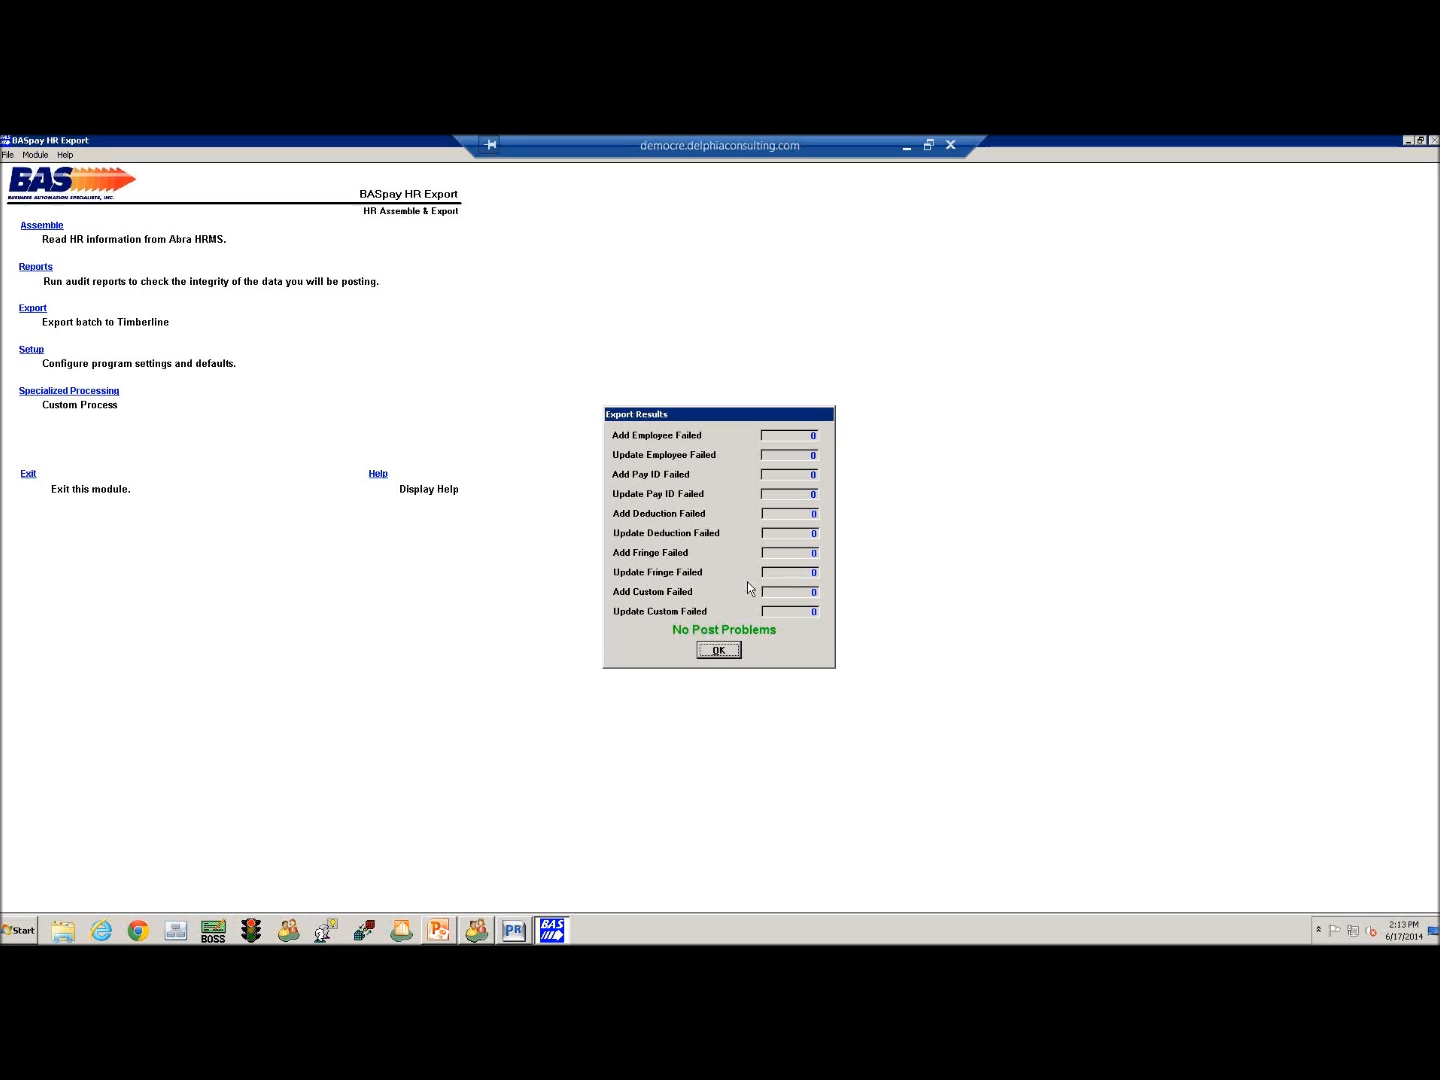 BASpay HR Export
democre.delphiaconsulting.com
File Module Help
BAS
BUSINESS AUTOMATION SPECIALISTS, INC.
BASpay HR Export
HR Assemble & Export
Assemble
Read HR information from Abra HRMS.
Reports
Run audit reports to check the integrity of the data you will be posting.
Export
Export batch to Timberline
Setup
Configure program settings and defaults.
Specialized Processing
Custom Process
Exit
Exit this module.
Help
Display Help
Export Results
Add Employee Failed 0
Update Employee Failed 0
Add Pay ID Failed 0
Update Pay ID Failed 0
Add Deduction Failed 0
Update Deduction Failed 0
Add Fringe Failed 0
Update Fringe Failed 0
Add Custom Failed 0
Update Custom Failed 0
No Post Problems
OK
Start
BOSS
P
PR
BAS
2:13 PM
6/17/2014